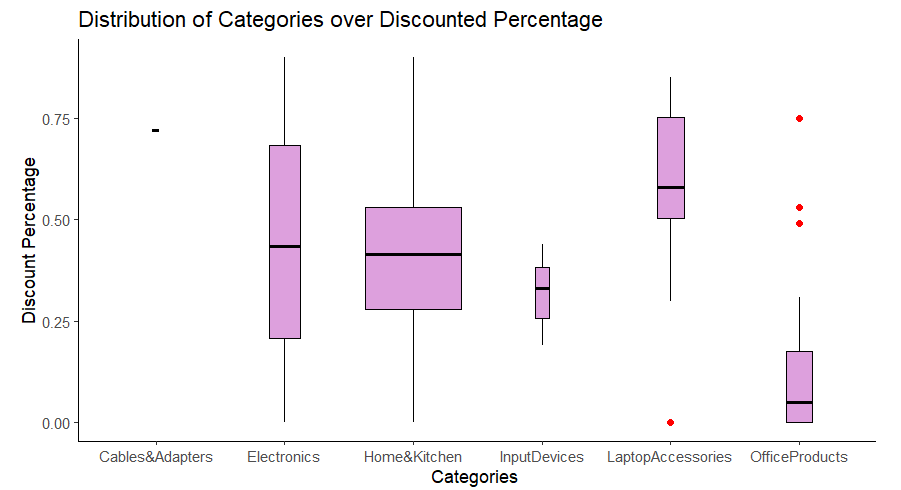 Distribution of Categories over Discounted Percentage
Discount Percentage
0.75
0.50
0.25
0.00
Cables&Adapters Electronics Home&Kitchen InputDevices LaptopAccessories OfficeProducts
Categories